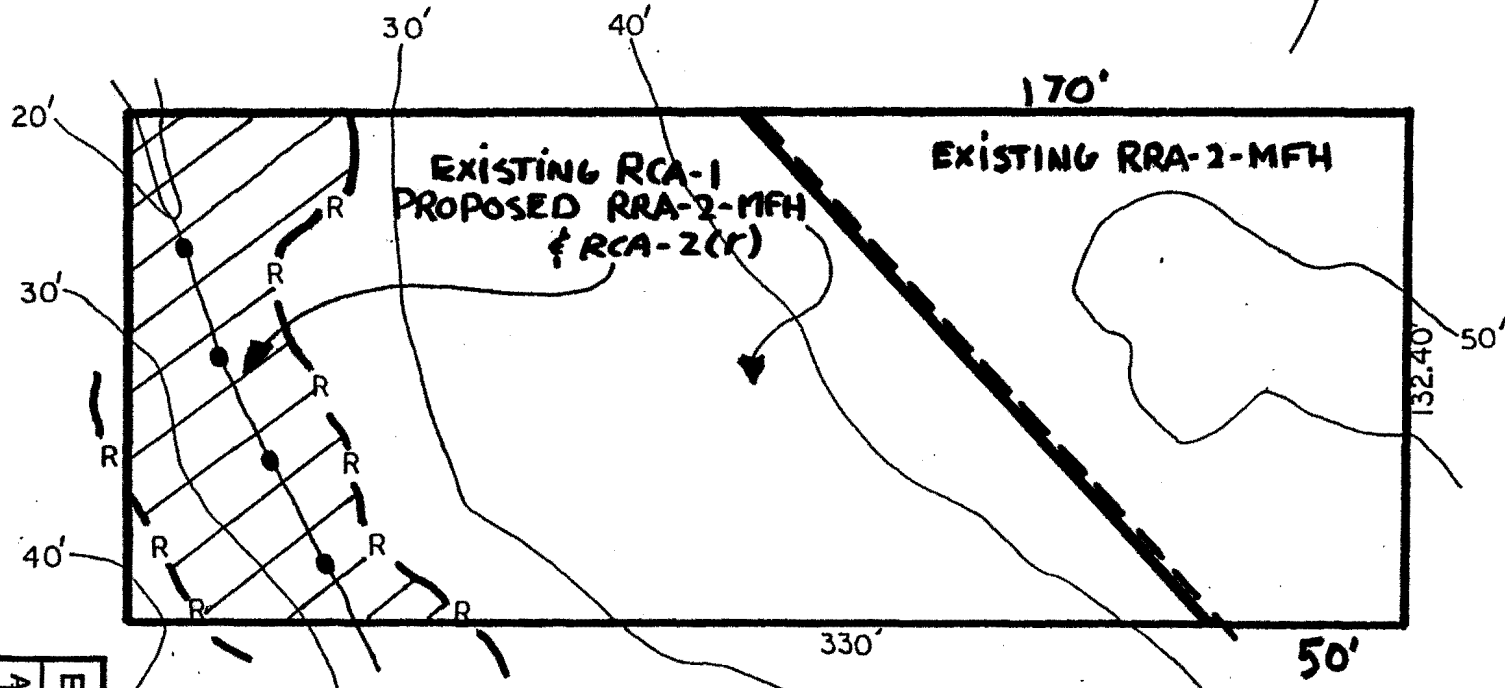 30'
40'
170'
20'
EXISTING RCA-1
PROPOSED RRA-2-MFH
& RCA-2(r)
EXISTING RRA-2-MFH
R
R
30'
50'
132.40'
R
R
R
R
R
40'
R
R
330'
50'
E
A